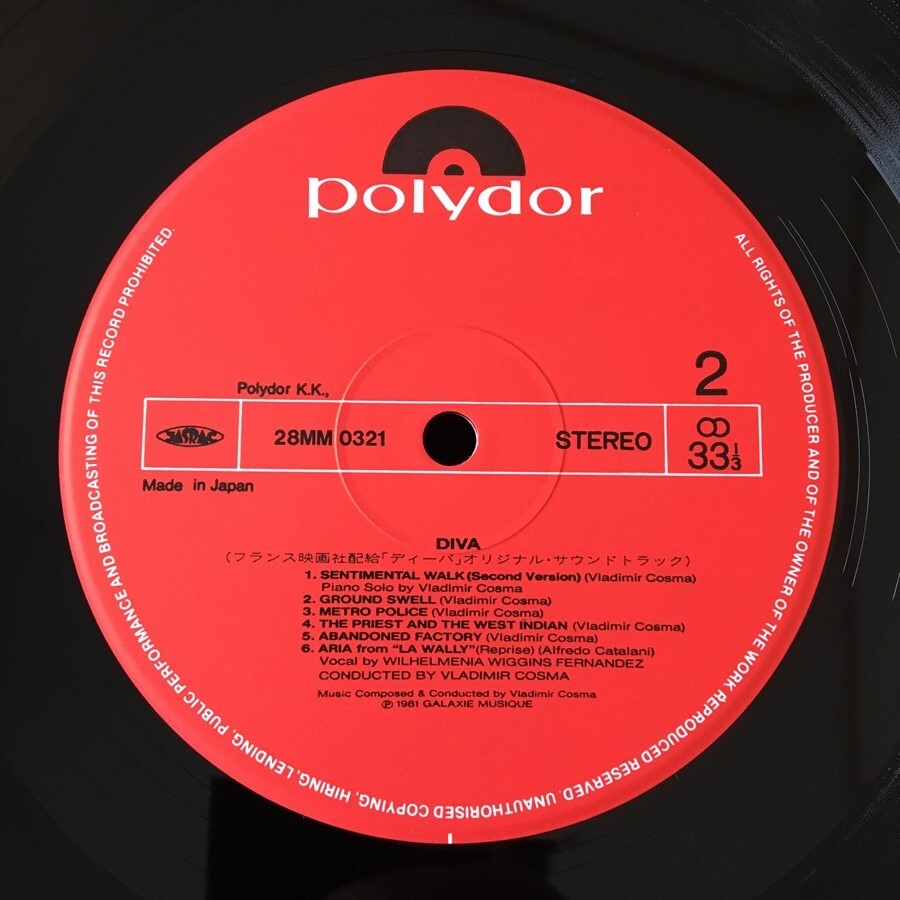 polydor
2
Polydor K.K.,
JASRAC
28MM 0321
STEREO
33 1/3
Made in Japan
DIVA
(フランス映画社配給「ディーバ」オリジナル・サウンドトラック)
1. SENTIMENTAL WALK (Second Version) (Vladimir Cosma)
Piano Solo by Vladimir Cosma
2. GROUND SWELL (Vladimir Cosma)
3. METRO POLICE (Vladimir Cosma)
4. THE PRIEST AND THE WEST INDIAN (Vladimir Cosma)
5. ABANDONED FACTORY (Vladimir Cosma)
6. ARIA from “LA WALLY” (Reprise) (Alfredo Catalani)
Vocal by WILHELMENIA WIGGINS FERNANDEZ
CONDUCTED BY VLADIMIR COSMA
Music Composed & Conducted by Vladimir Cosma
℗ 1981 GALAXIE MUSIQUE
ALL RIGHTS OF THE PRODUCER AND OF THE OWNER OF THE WORK REPRODUCED RESERVED. UNAUTHORISED COPYING, HIRING, LENDING, PUBLIC PERFORMANCE AND BROADCASTING OF THIS RECORD PROHIBITED.